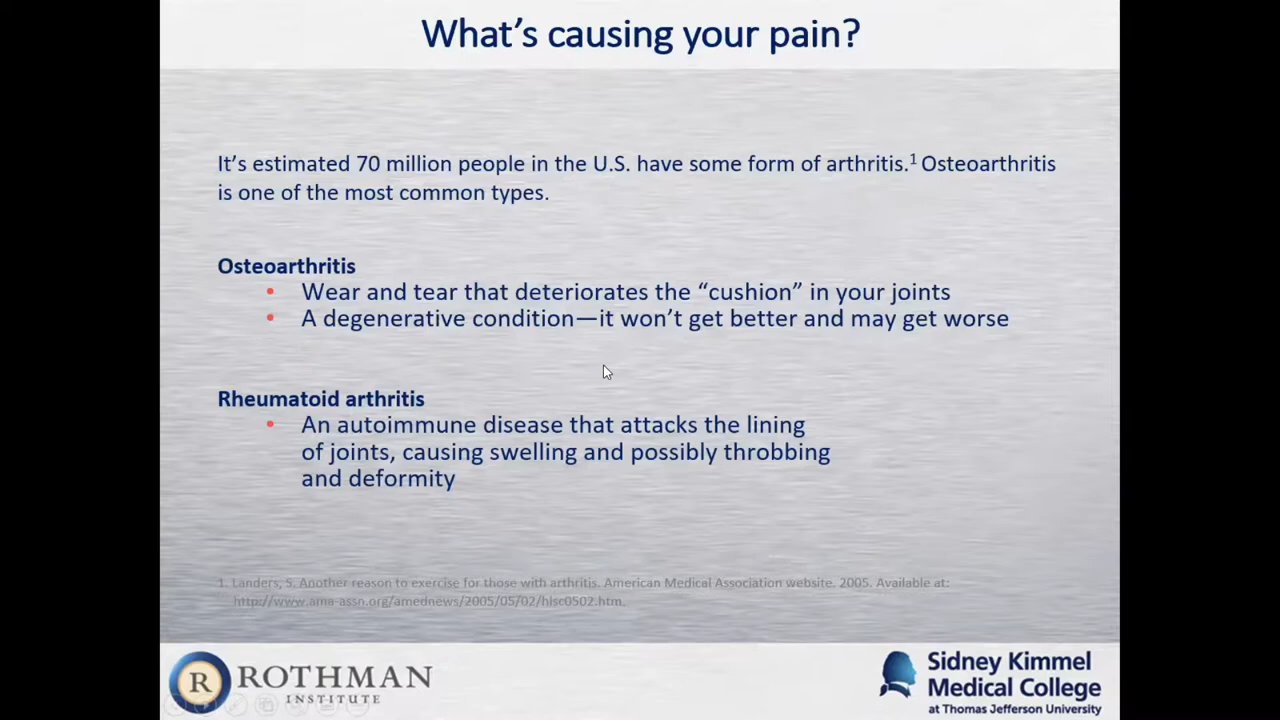 What's causing your pain?
It's estimated 70 million people in the U.S. have some form of arthritis.¹ Osteoarthritis
is one of the most common types.
Osteoarthritis
• Wear and tear that deteriorates the “cushion” in your joints
• A degenerative condition—it won't get better and may get worse
Rheumatoid arthritis
• An autoimmune disease that attacks the lining
of joints, causing swelling and possibly throbbing
and deformity
1. Landers, S. Another reason to exercise for those with arthritis. American Medical Association website. 2005. Available at:
http://www.ama-assn.org/amednews/2005/05/02/hlsc0502.htm.
R ROTHMAN
INSTITUTE
Sidney Kimmel
Medical College
at Thomas Jefferson University